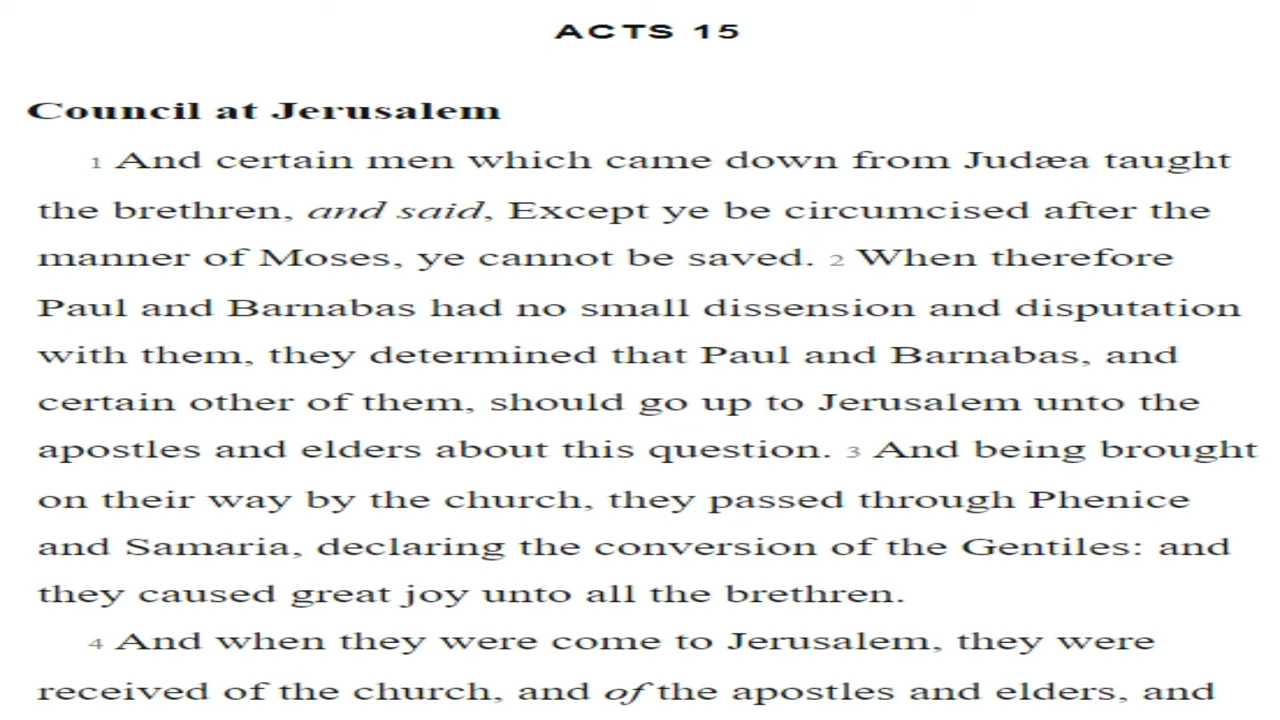 ACTS 15
Council at Jerusalem
1 And certain men which came down from Judæa taught
the brethren, and said, Except ye be circumcised after the
manner of Moses, ye cannot be saved. 2 When therefore
Paul and Barnabas had no small dissension and disputation
with them, they determined that Paul and Barnabas, and
certain other of them, should go up to Jerusalem unto the
apostles and elders about this question. 3 And being brought
on their way by the church, they passed through Phenice
and Samaria, declaring the conversion of the Gentiles: and
they caused great joy unto all the brethren.
4 And when they were come to Jerusalem, they were
received of the church, and of the apostles and elders, and